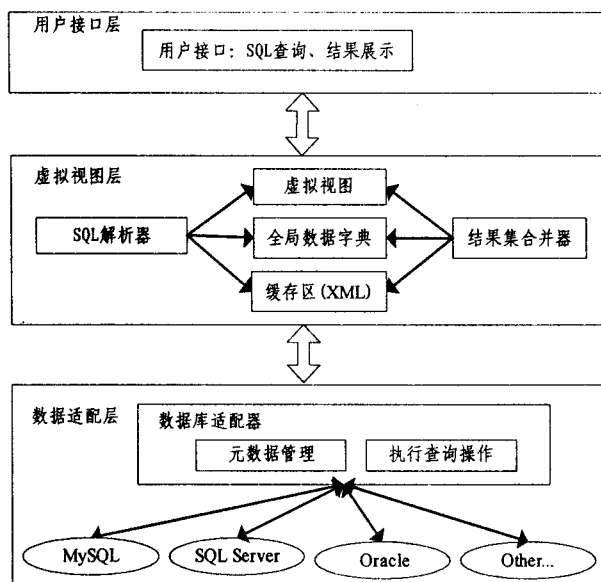 用户接口层
用户接口: SQL查询、结果展示
虚拟视图层
虚拟视图
SQL解析器
全局数据字典
结果集合并器
缓存区(XML)
数据适配层
数据库适配器
元数据管理
执行查询操作
MySQL
SQL Server
Oracle
Other...